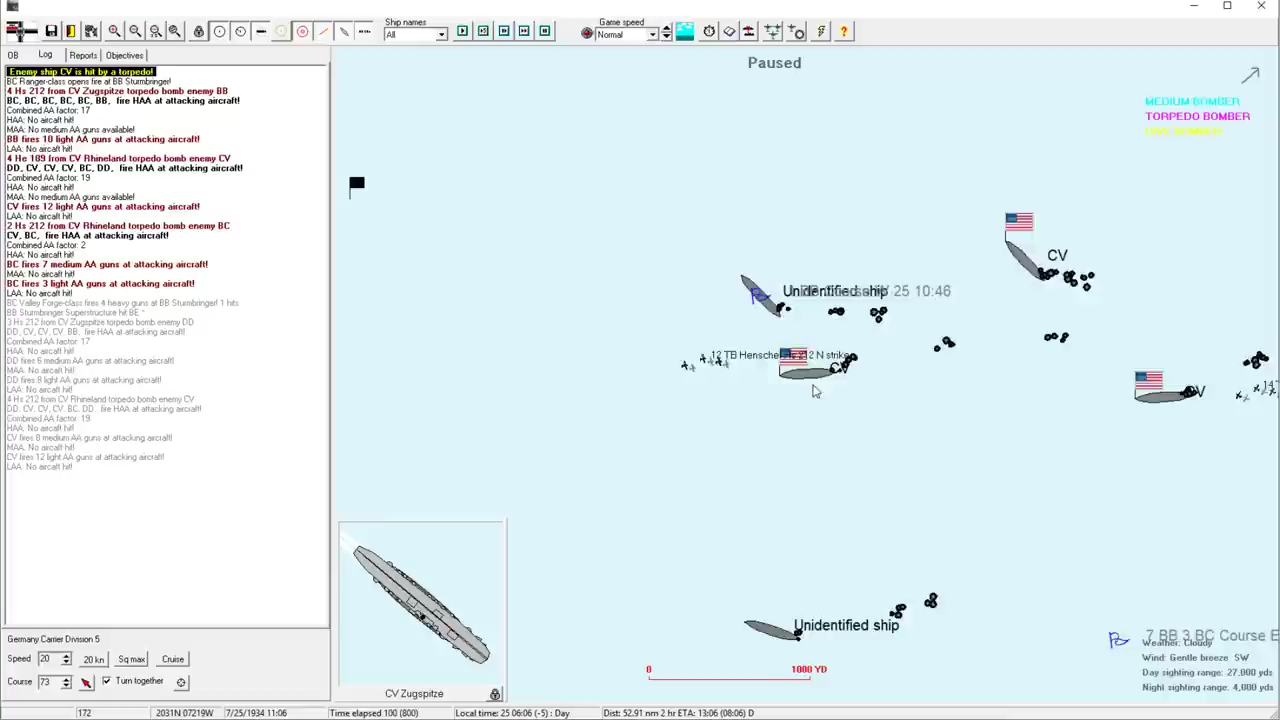 Ship names
Game speed
All
Normal
OB
Log
Reports
Objectives
Enemy ship CV is hit by a torpedo!
BC Ranger-class opens fire at BB Sturmbringer!
4 Hs 212 from CV Zugspitze torpedo bomb enemy BB
BC, BC, BC, BC, BB, fire HAA at attacking aircraft!
Combined AA factor: 17
HAA: No aircaft hit!
MAA: No medium AA guns available!
BB fires 10 light AA guns at attacking aircraft!
LAA: No aircaft hit!
4 He 189 from CV Rhineland torpedo bomb enemy CV
DD, CV, CV, CV, BC, DD, fire HAA at attacking aircraft!
Combined AA factor: 19
HAA: No aircaft hit!
MAA: No medium AA guns available!
CV fires 12 light AA guns at attacking aircraft!
LAA: No aircaft hit!
2 Hs 212 from CV Rhineland torpedo bomb enemy BC
CV, BC, fire HAA at attacking aircraft!
Combined AA factor: 2
HAA: No aircaft hit!
BC fires 7 medium AA guns at attacking aircraft!
MAA: No aircaft hit!
BC fires 3 light AA guns at attacking aircraft!
LAA: No aircaft hit!
BC Valley Forge-class fires 4 heavy guns at BB Sturmbringer! 1 hits
BB Sturmbringer Superstructure hit BE *
3 Hs 212 from CV Zugspitze torpedo bomb enemy DD
DD, CV, CV, CV, BB, fire HAA at attacking aircraft!
Combined AA factor: 17
HAA: No aircaft hit!
DD fires 6 medium AA guns at attacking aircraft!
MAA: No aircaft hit!
DD fires 8 light AA guns at attacking aircraft!
LAA: No aircaft hit!
4 Hs 212 from CV Rhineland torpedo bomb enemy CV
DD, CV, CV, CV, BC, DD, fire HAA at attacking aircraft!
Combined AA factor: 19
HAA: No aircaft hit!
CV fires 8 medium AA guns at attacking aircraft!
MAA: No aircaft hit!
CV fires 12 light AA guns at attacking aircraft!
LAA: No aircaft hit!
Paused
MEDIUM BOMBER
TORPEDO BOMBER
CV
Unidentified ship
25 10:46
12 TB Henschel 212 N strike
CV
CV
Unidentified ship
7 BB 3 BC Course E
Weather: Cloudy
Wind: Gentle breeze SW
Day sighting range: 27,000 yds
Night sighting range: 4,000 yds
0 1000 YD
Germany Carrier Division 5
Speed 20 20 kn Sq max Cruise
Course 73 Turn together
CV Zugspitze
172 2031N 07219W 7/25/1934 11:06 Time elapsed 100 (800) Local time: 25 06:06 (-5) : Day Dist: 52.91 nm 2 hr ETA: 13:06 (08:06) D